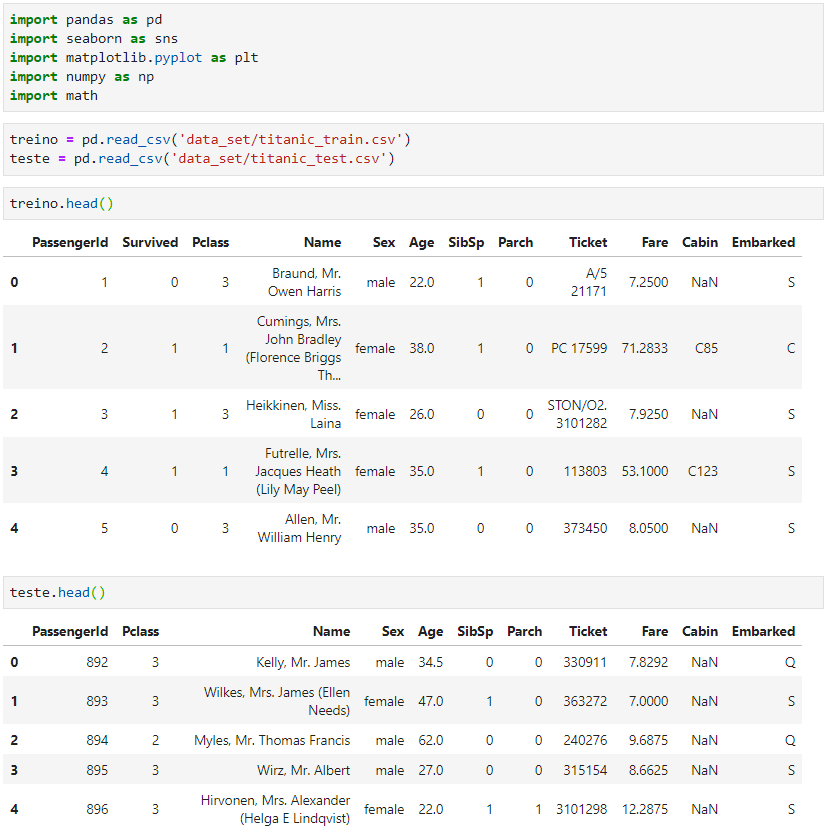 import pandas as pd
import seaborn as sns
import matplotlib.pyplot as plt
import numpy as np
import math
treino = pd.read_csv('data_set/titanic_train.csv')
teste = pd.read_csv('data_set/titanic_test.csv')
treino.head()
PassengerId Survived Pclass Name Sex Age SibSp Parch Ticket Fare Cabin Embarked
0 1 0 3 Braund, Mr. Owen Harris male 22.0 1 0 A/5 21171 7.2500 NaN S
1 2 1 1 Cumings, Mrs. John Bradley (Florence Briggs Th... female 38.0 1 0 PC 17599 71.2833 C85 C
2 3 1 3 Heikkinen, Miss. Laina female 26.0 0 0 STON/O2. 3101282 7.9250 NaN S
3 4 1 1 Futrelle, Mrs. Jacques Heath (Lily May Peel) female 35.0 1 0 113803 53.1000 C123 S
4 5 0 3 Allen, Mr. William Henry male 35.0 0 0 373450 8.0500 NaN S
teste.head()
PassengerId Pclass Name Sex Age SibSp Parch Ticket Fare Cabin Embarked
0 892 3 Kelly, Mr. James male 34.5 0 0 330911 7.8292 NaN Q
1 893 3 Wilkes, Mrs. James (Ellen Needs) female 47.0 1 0 363272 7.0000 NaN S
2 894 2 Myles, Mr. Thomas Francis male 62.0 0 0 240276 9.6875 NaN Q
3 895 3 Wirz, Mr. Albert male 27.0 0 0 315154 8.6625 NaN S
4 896 3 Hirvonen, Mrs. Alexander (Helga E Lindqvist) female 22.0 1 1 3101298 12.2875 NaN S